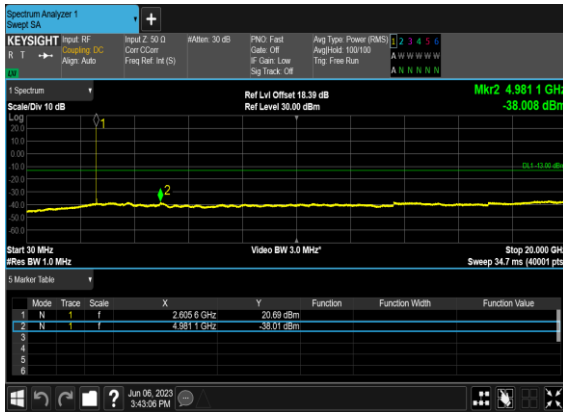 Spectrum Analyzer 1
Swept SA
+
KEYSIGHT Input: RF Input Z: 50 Ω #Atten: 30 dB PNO: Fast Avg Type: Power (RMS) 1 2 3 4 5 6
R T Coupling: DC Corr CCorr Gate: Off Avg|Hold: 100/100 A W W W W W
Align: Auto Freq Ref: Int (S) IF Gain: Low Trig: Free Run
LXI Sig Track: Off A N N N N N
1 Spectrum Ref Lvl Offset 18.39 dB Mkr2 4.981 1 GHz
Scale/Div 10 dB Ref Level 30.00 dBm -38.008 dBm
Log
20.0
10.0
0.00
-10.0
-20.0
-30.0
-40.0
-50.0
-60.0
1
DL1 -13.00 dBm
2
Start 30 MHz Video BW 3.0 MHz* Stop 20.000 GHz
#Res BW 1.0 MHz Sweep 34.7 ms (40001 pts)
5 Marker Table
Mode Trace Scale X Y Function Function Width Function Value
1 N 1 f 2.605 6 GHz 20.69 dBm
2 N 1 f 4.981 1 GHz -38.01 dBm
3
4
5
6
? Jun 06, 2023
3:43:06 PM